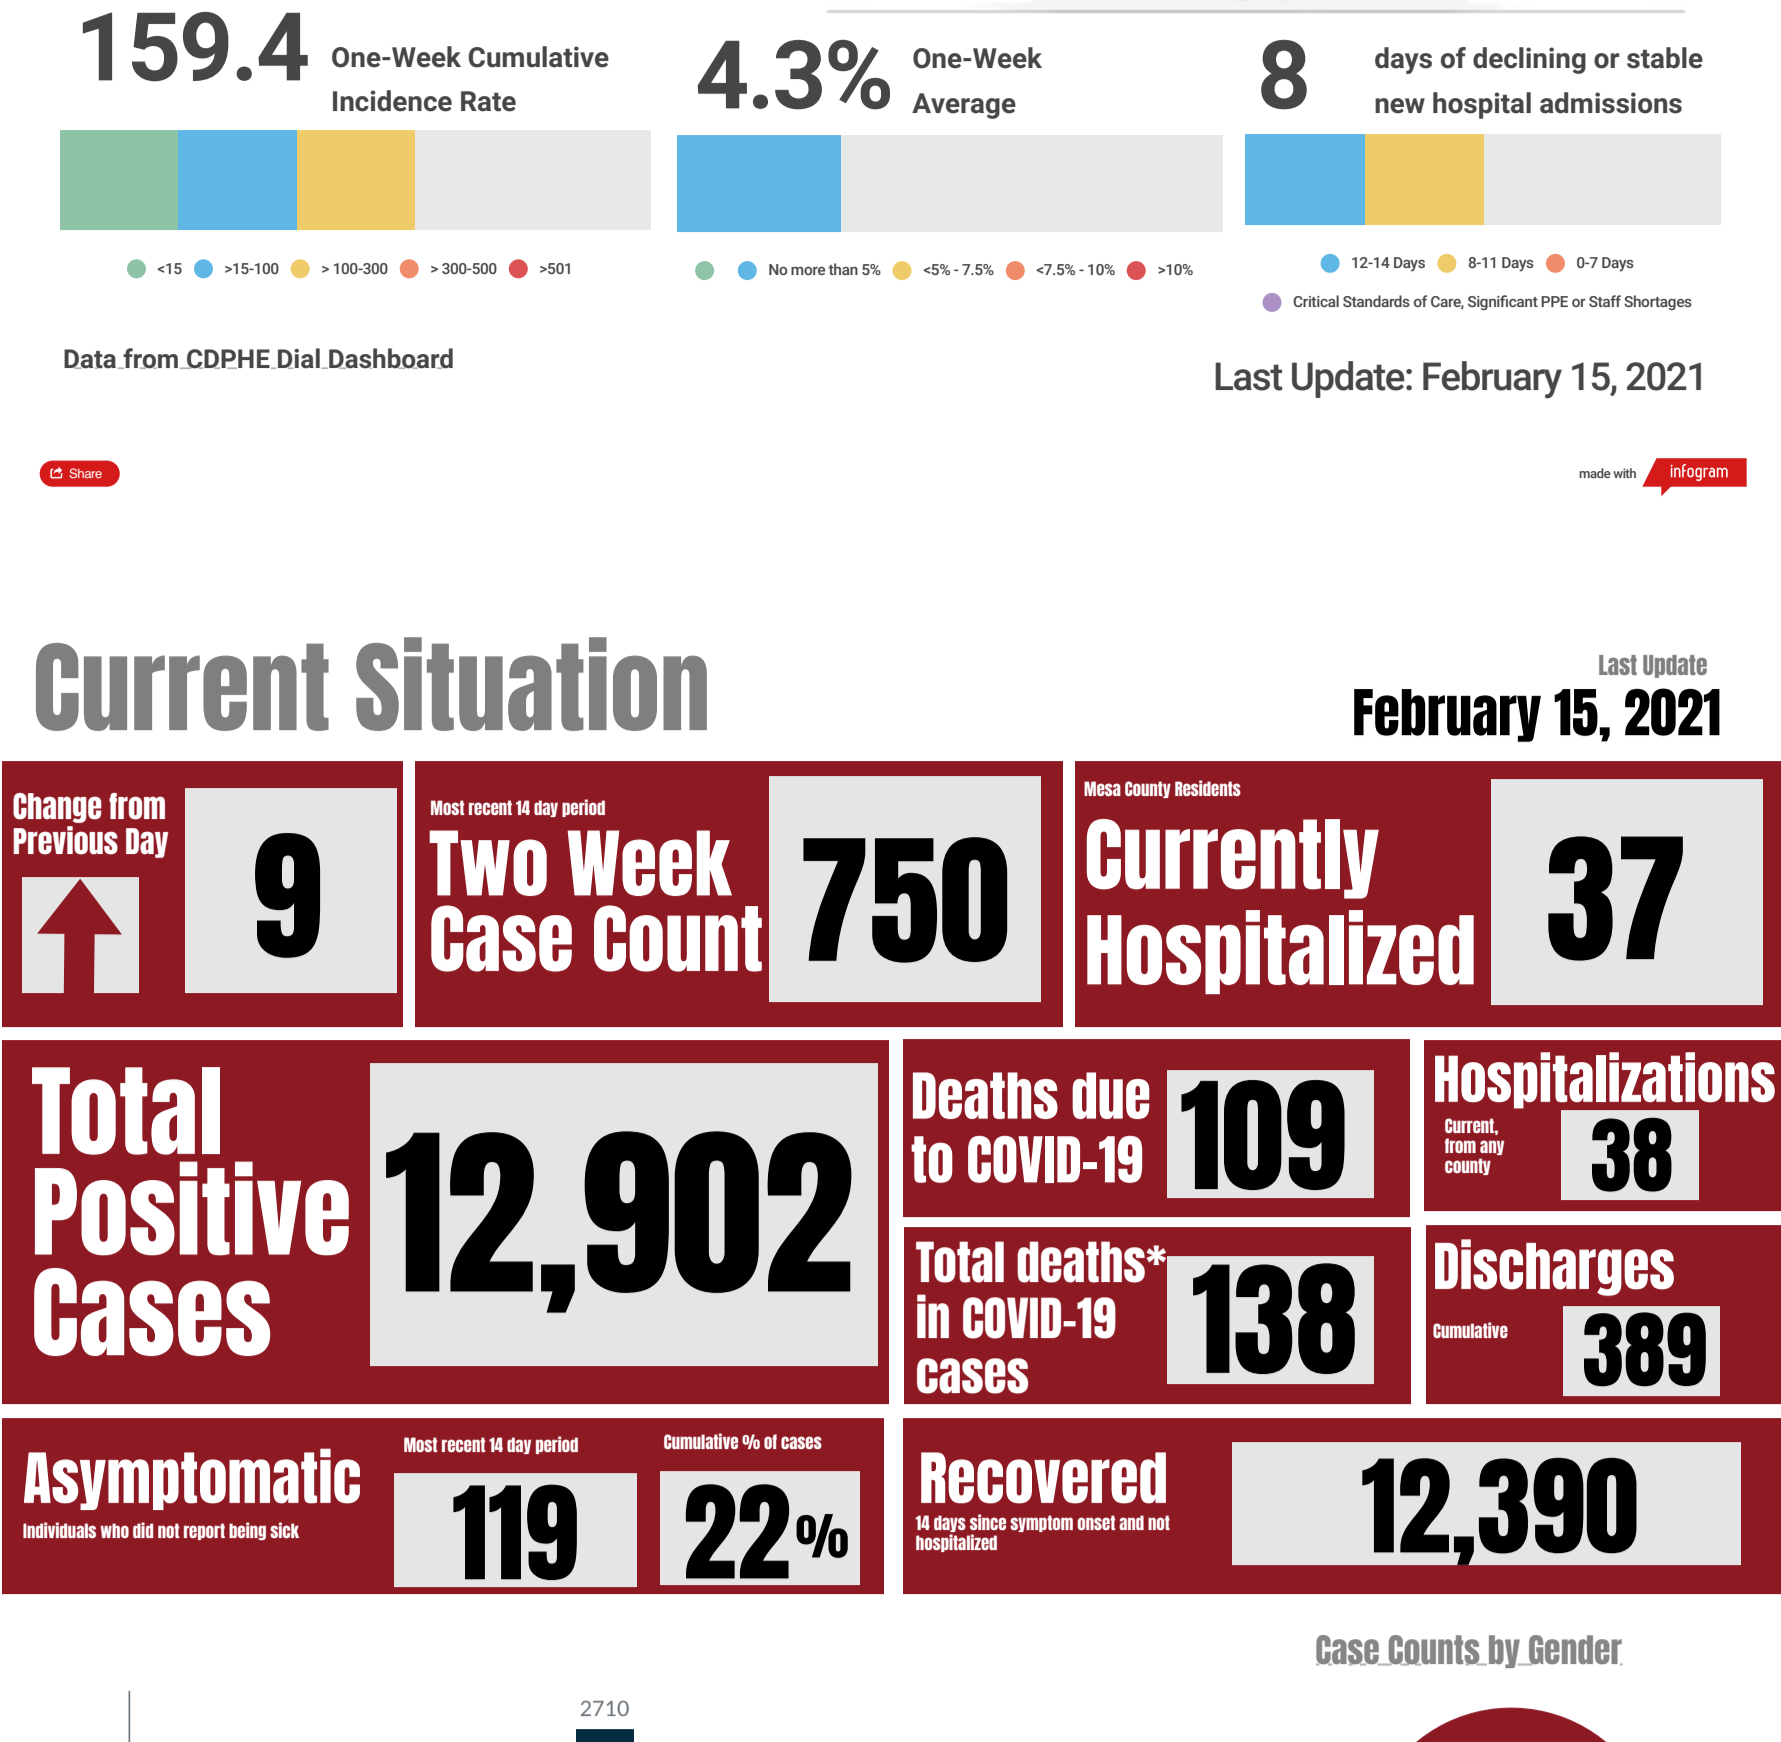 159.4
One-Week Cumulative
Incidence Rate
4.3%
One-Week
Average
8
days of declining or stable
new hospital admissions
<15 >15-100 > 100-300 > 300-500 >501
No more than 5% <5% - 7.5% <7.5% - 10% >10%
12-14 Days 8-11 Days 0-7 Days
Critical Standards of Care, Significant PPE or Staff Shortages
Data from CDPHE Dial Dashboard
Last Update: February 15, 2021
Share
made with infogram
Current Situation
Last Update
February 15, 2021
Change from
Previous Day
9
Most recent 14 day period
Two Week
Case Count
750
Mesa County Residents
Currently
Hospitalized
37
Total
Positive
Cases
12,902
Deaths due
to COVID-19
109
Hospitalizations
Current,
from any
county
38
Total deaths*
in COVID-19
cases
138
Discharges
Cumulative
389
Asymptomatic
Individuals who did not report being sick
Most recent 14 day period
119
Cumulative % of cases
22%
Recovered
14 days since symptom onset and not
hospitalized
12,390
Case Counts by Gender
2710